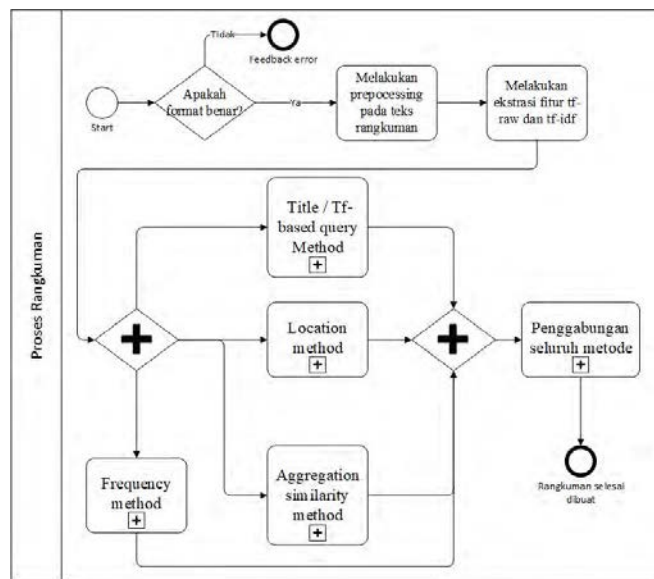 Proses Rangkuman
Tidak
Feedback error
Start
Apakah
format benar?
Ya
Melakukan
prepocessing
pada teks
rangkuman
Melakukan
ekstrasi fitur tf-
raw dan tf-idf
Title / Tf-
based query
Method
Location
method
Penggabungan
seluruh metode
Frequency
method
Aggregation
similarity
method
Rangkuman selesai
dibuat